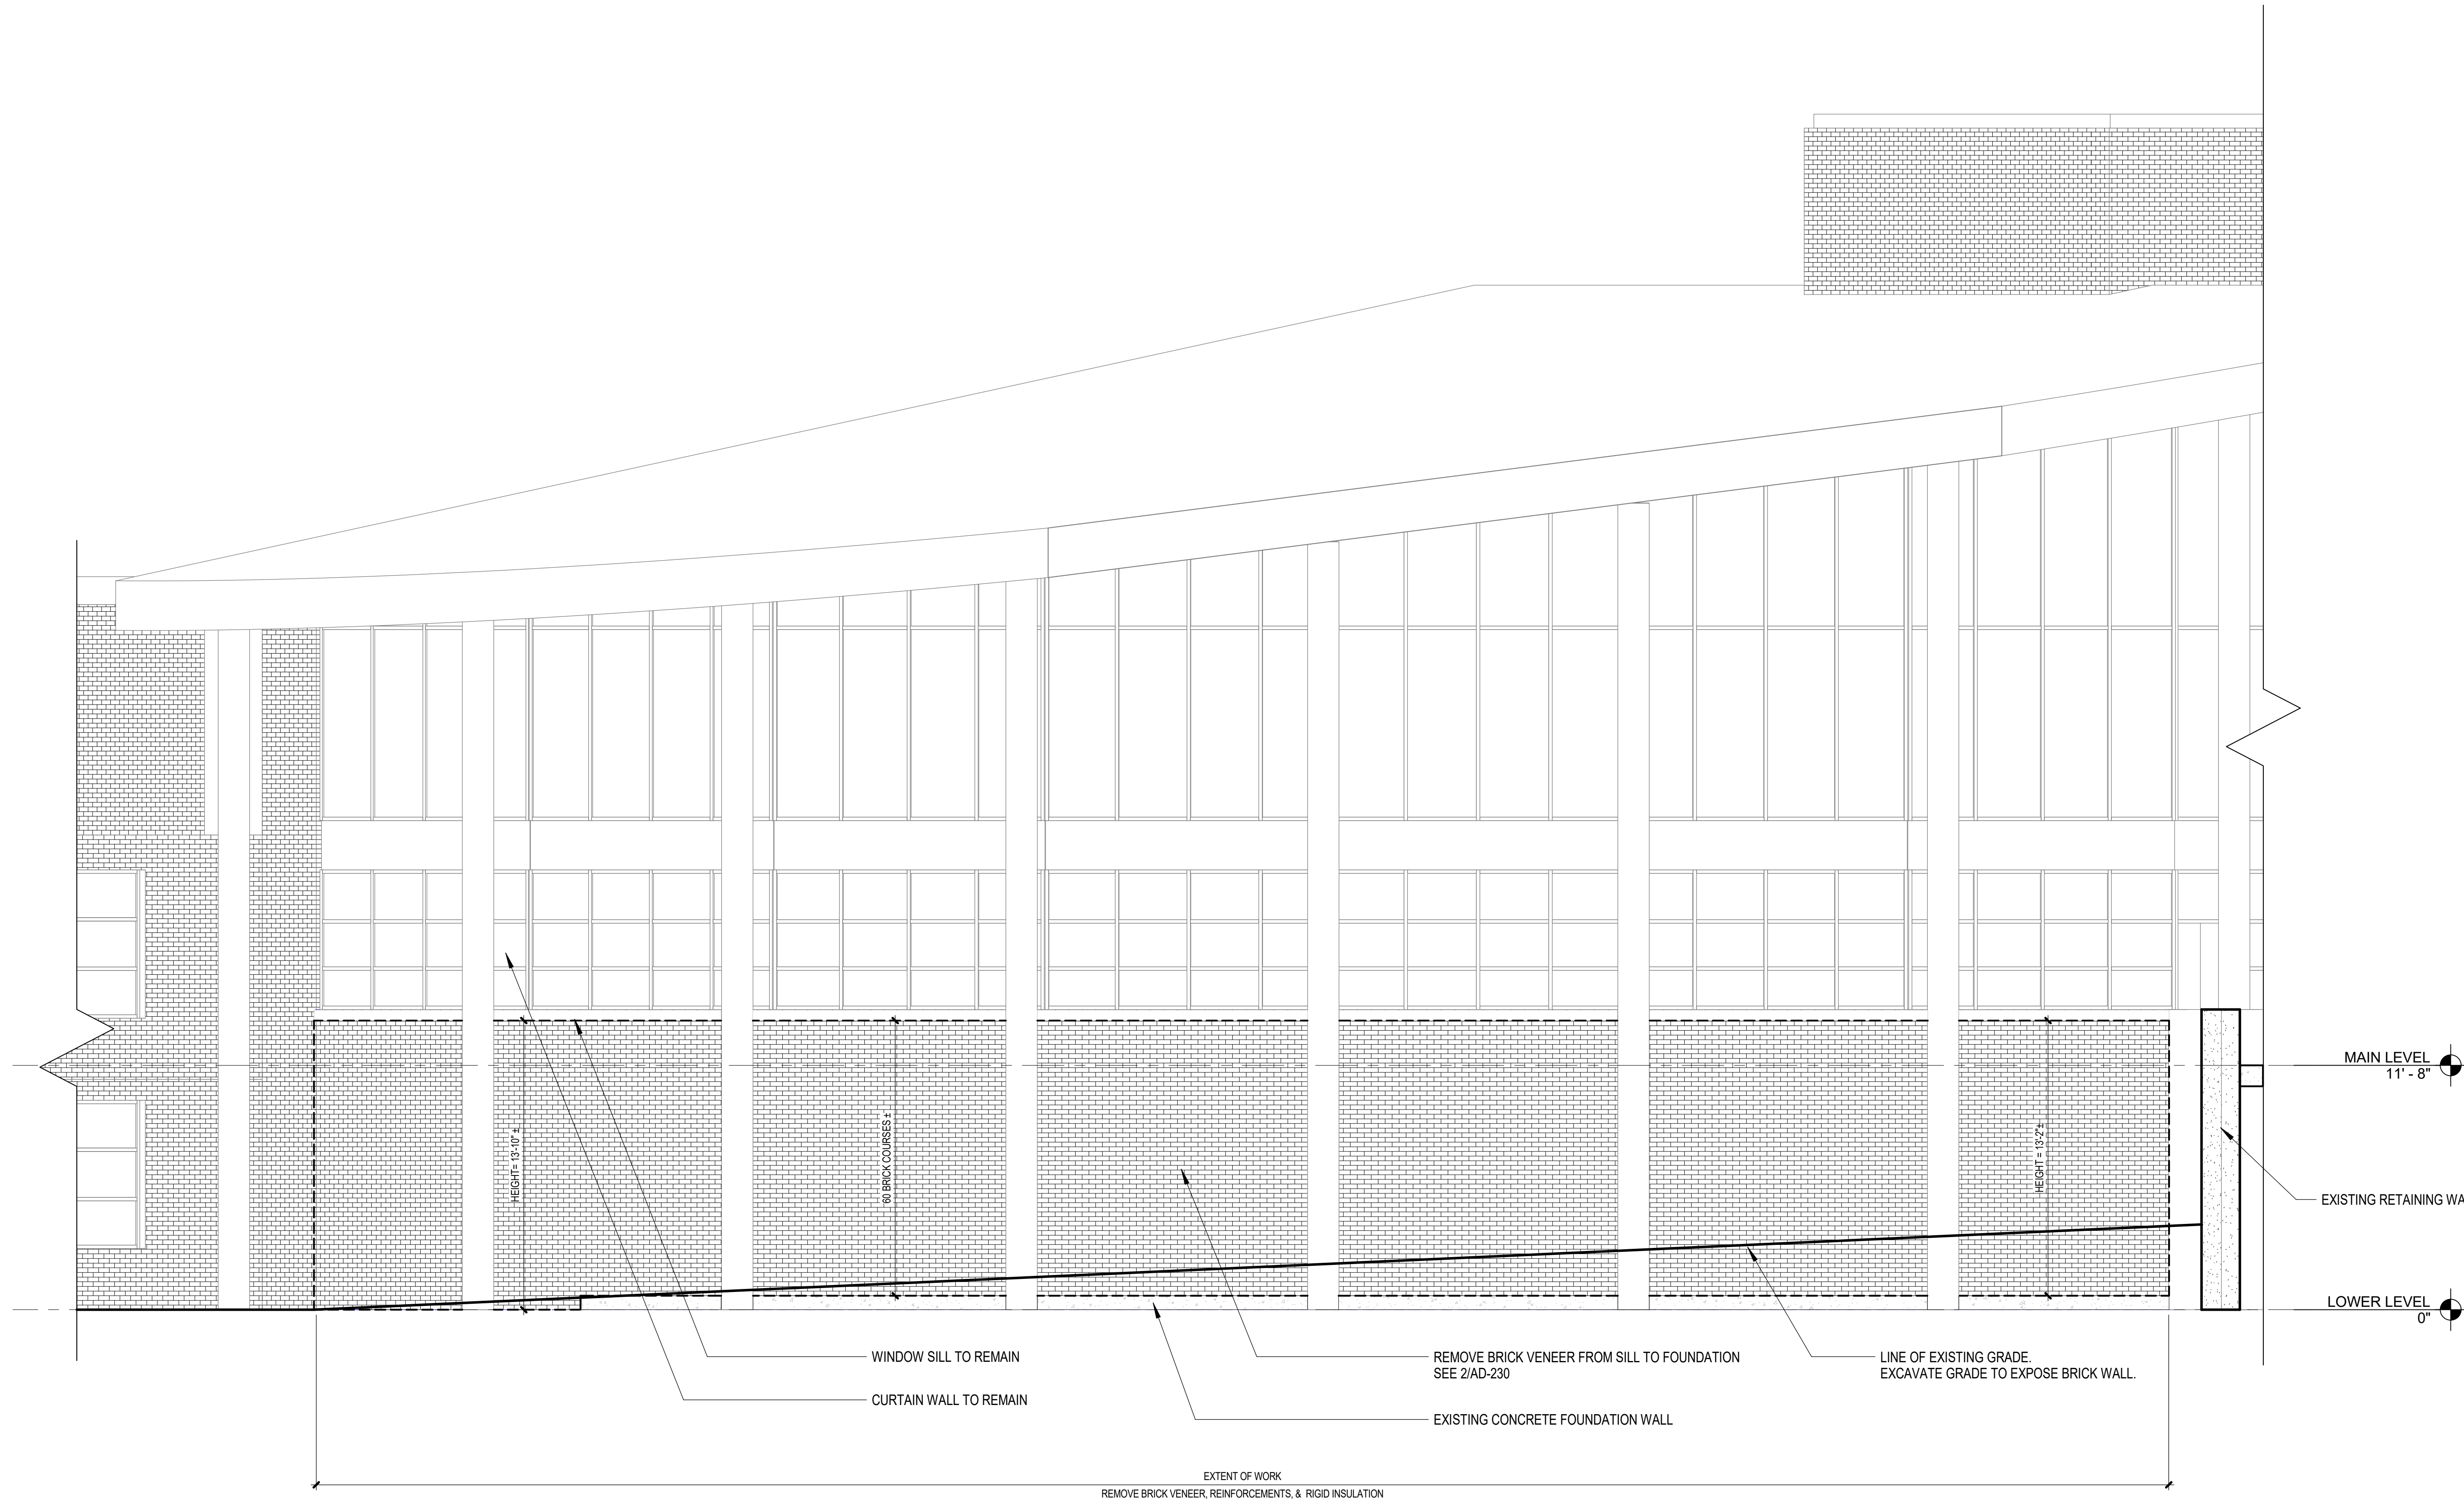 HEIGHT= 13'-10" ±
60 BRICK COURSES ±
HEIGHT = 13'-2"±
MAIN LEVEL
11' - 8"
EXISTING RETAINING WA
LOWER LEVEL
0"
WINDOW SILL TO REMAIN
CURTAIN WALL TO REMAIN
REMOVE BRICK VENEER FROM SILL TO FOUNDATION
SEE 2/AD-230
EXISTING CONCRETE FOUNDATION WALL
LINE OF EXISTING GRADE.
EXCAVATE GRADE TO EXPOSE BRICK WALL.
EXTENT OF WORK
REMOVE BRICK VENEER, REINFORCEMENTS, & RIGID INSULATION